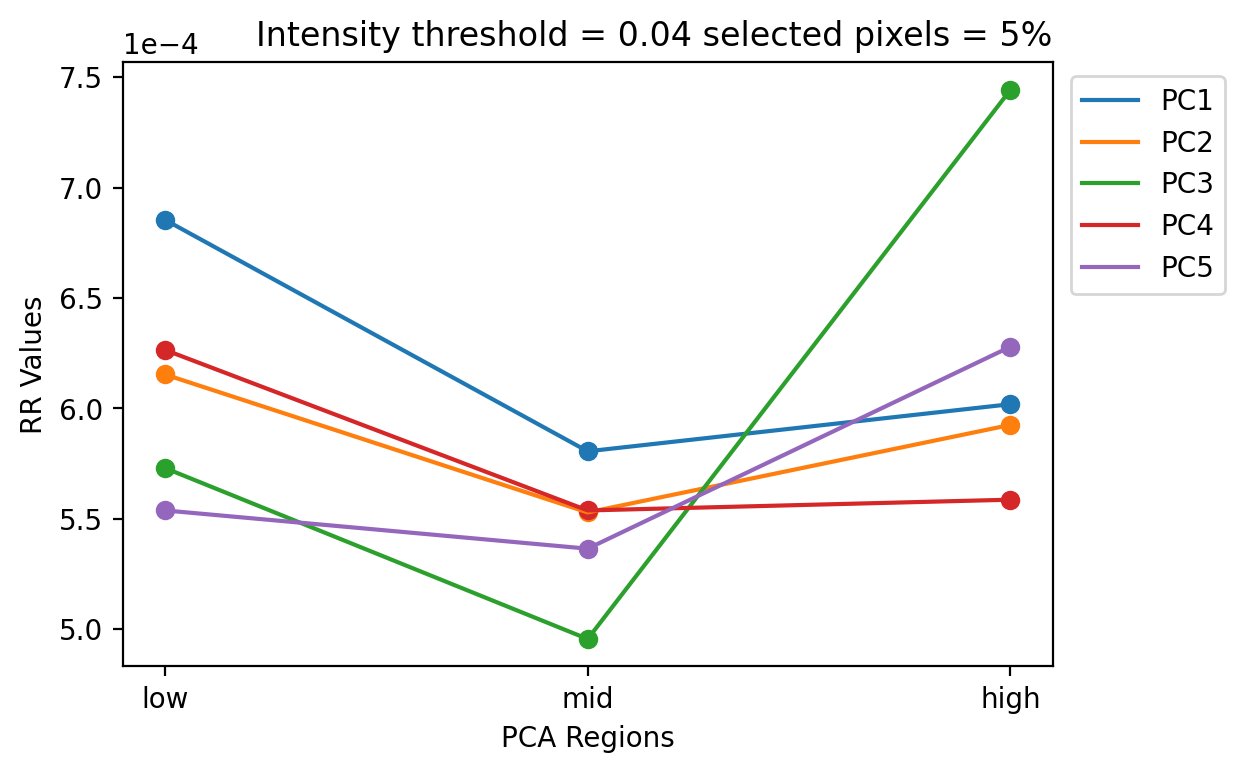 Intensity threshold = 0.04 selected pixels = 5%
1e−4
7.5
7.0
6.5
6.0
5.5
5.0
RR Values
low
mid
high
PCA Regions
PC1
PC2
PC3
PC4
PC5